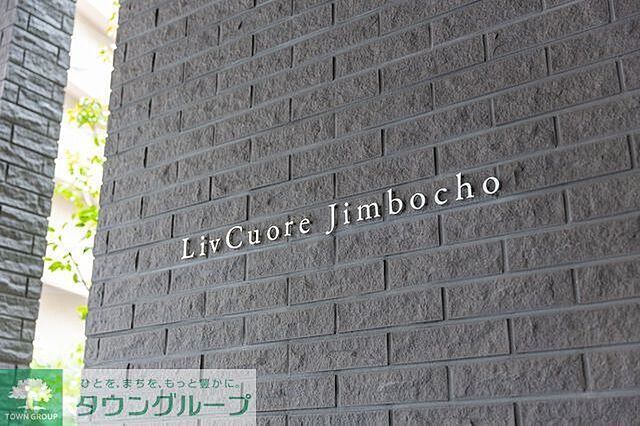 LivCuore Jimbocho
TOWN GROUP
ひとを、まちを、もっと豊かに。
タウングループ